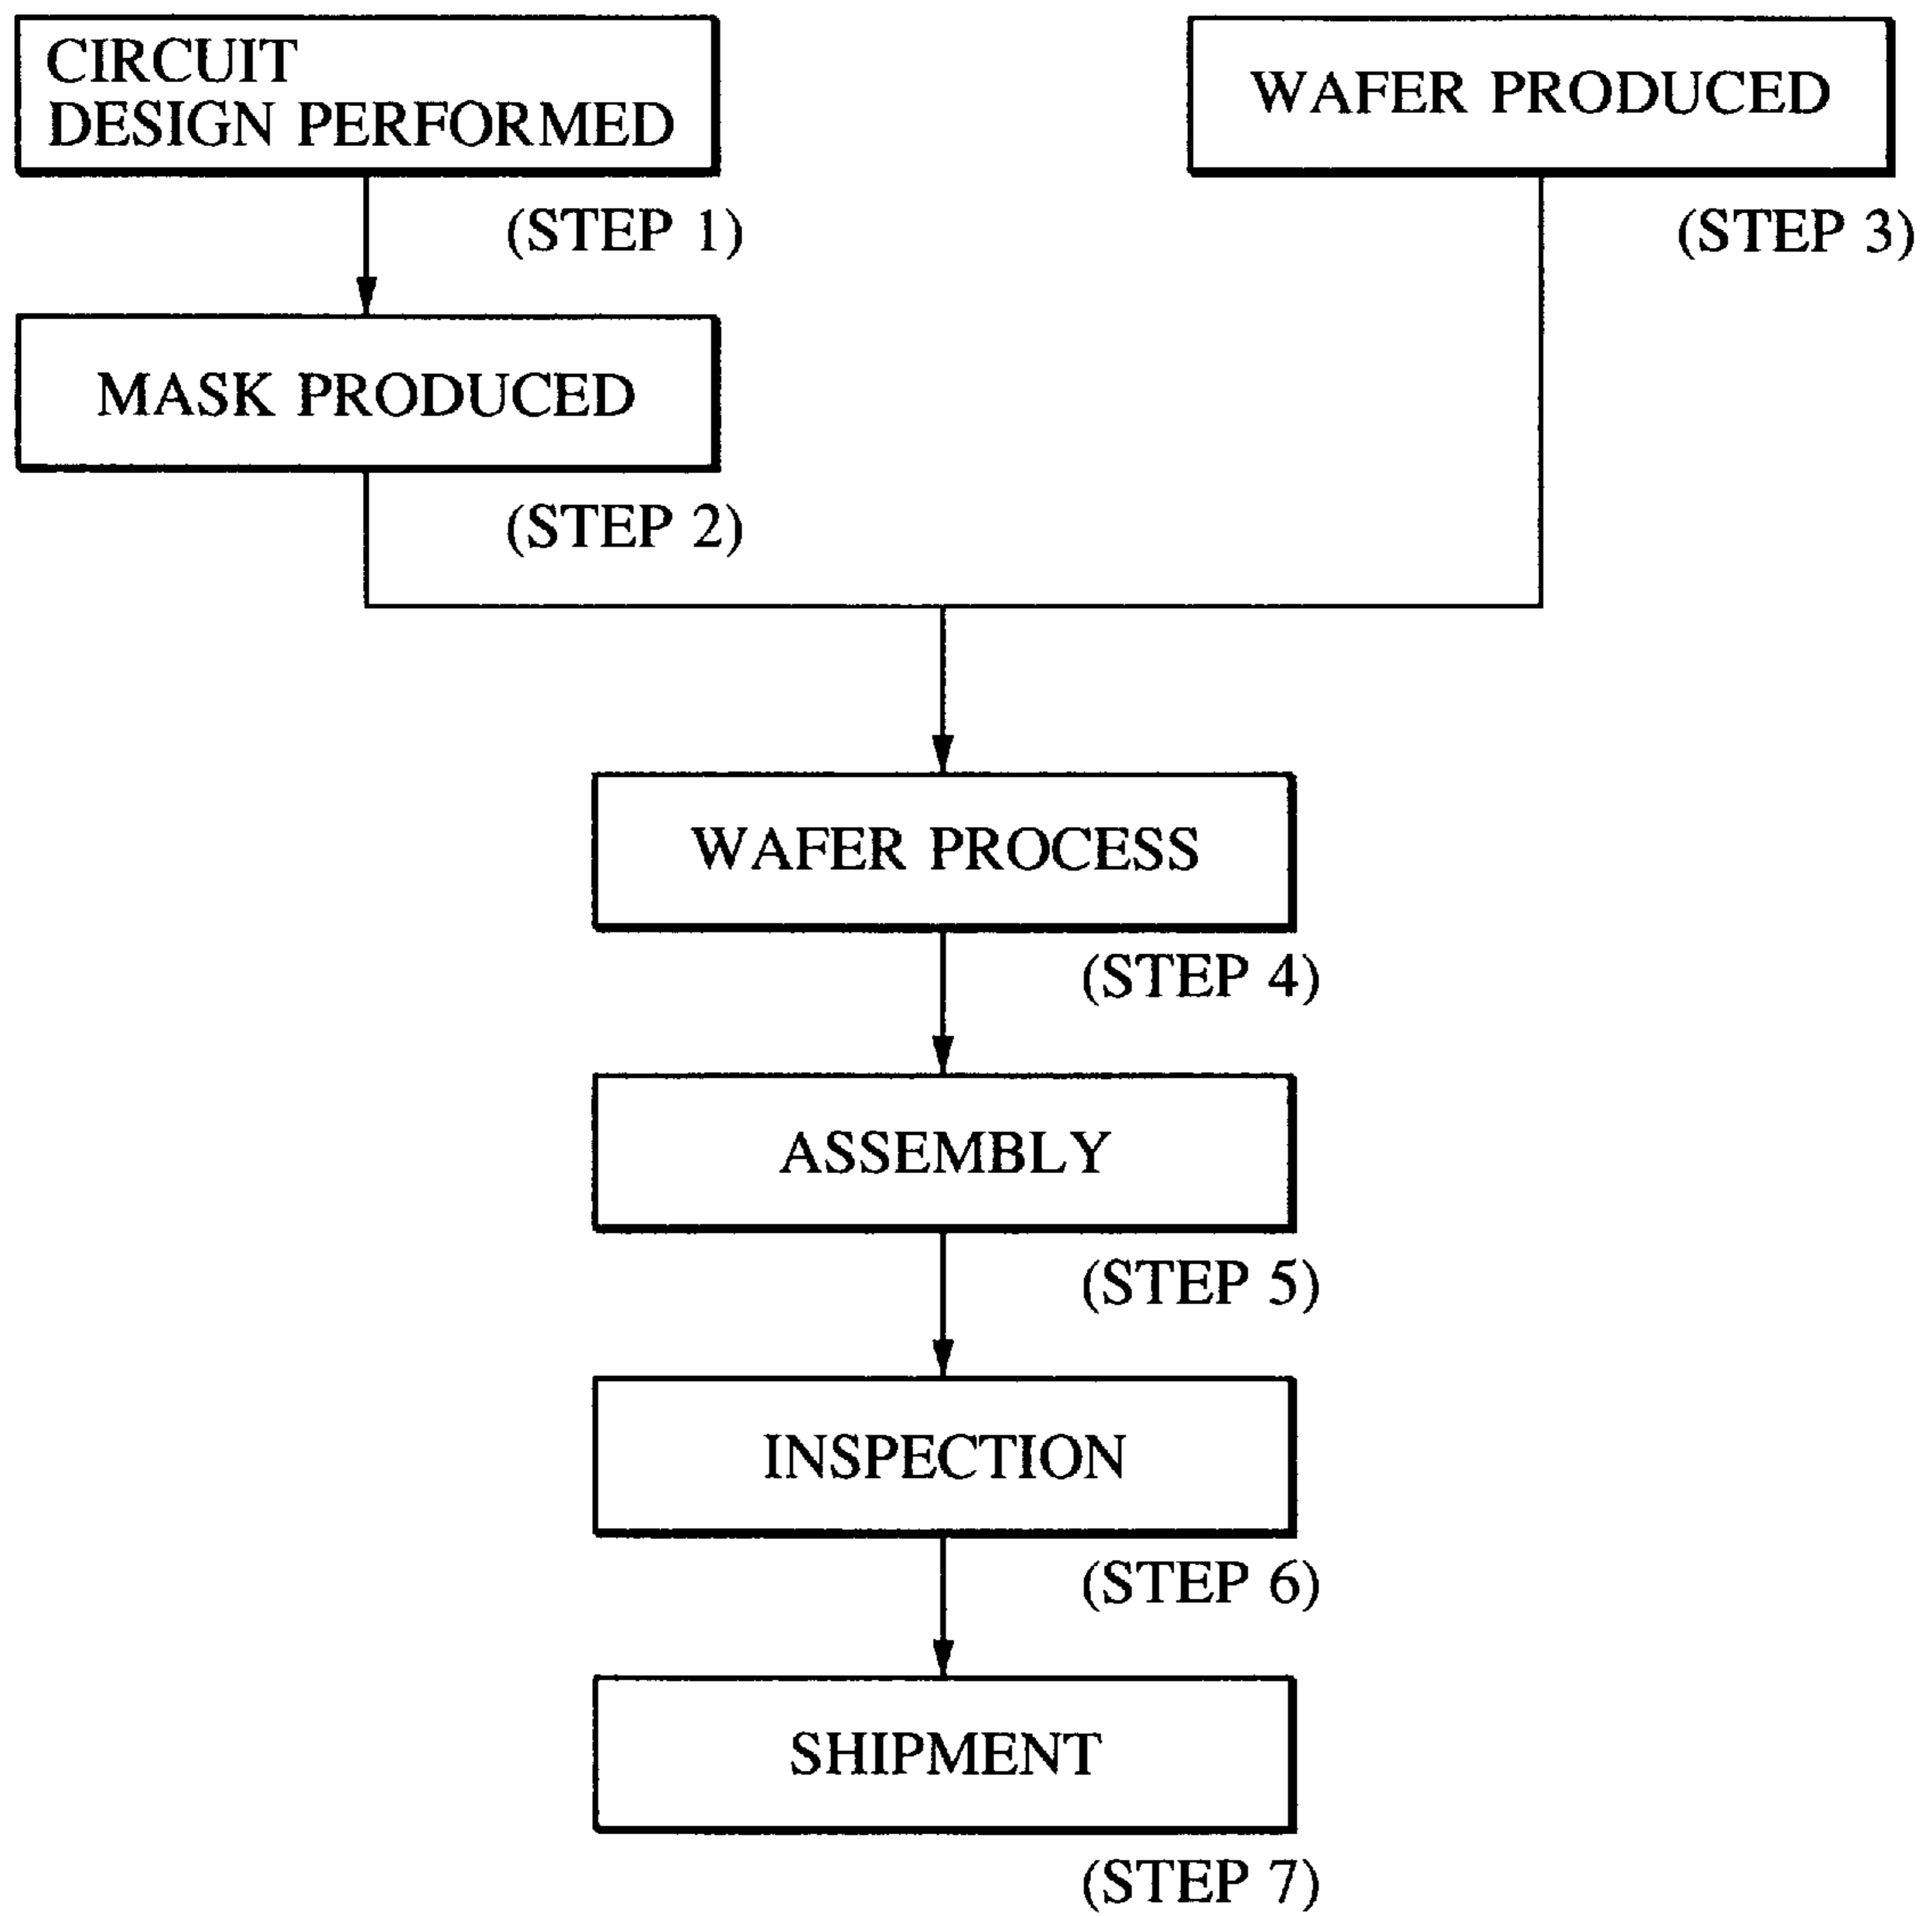 CIRCUIT
DESIGN PERFORMED
(STEP 1)
WAFER PRODUCED
(STEP 3)
MASK PRODUCED
(STEP 2)
WAFER PROCESS
(STEP 4)
ASSEMBLY
(STEP 5)
INSPECTION
(STEP 6)
SHIPMENT
(STEP 7)